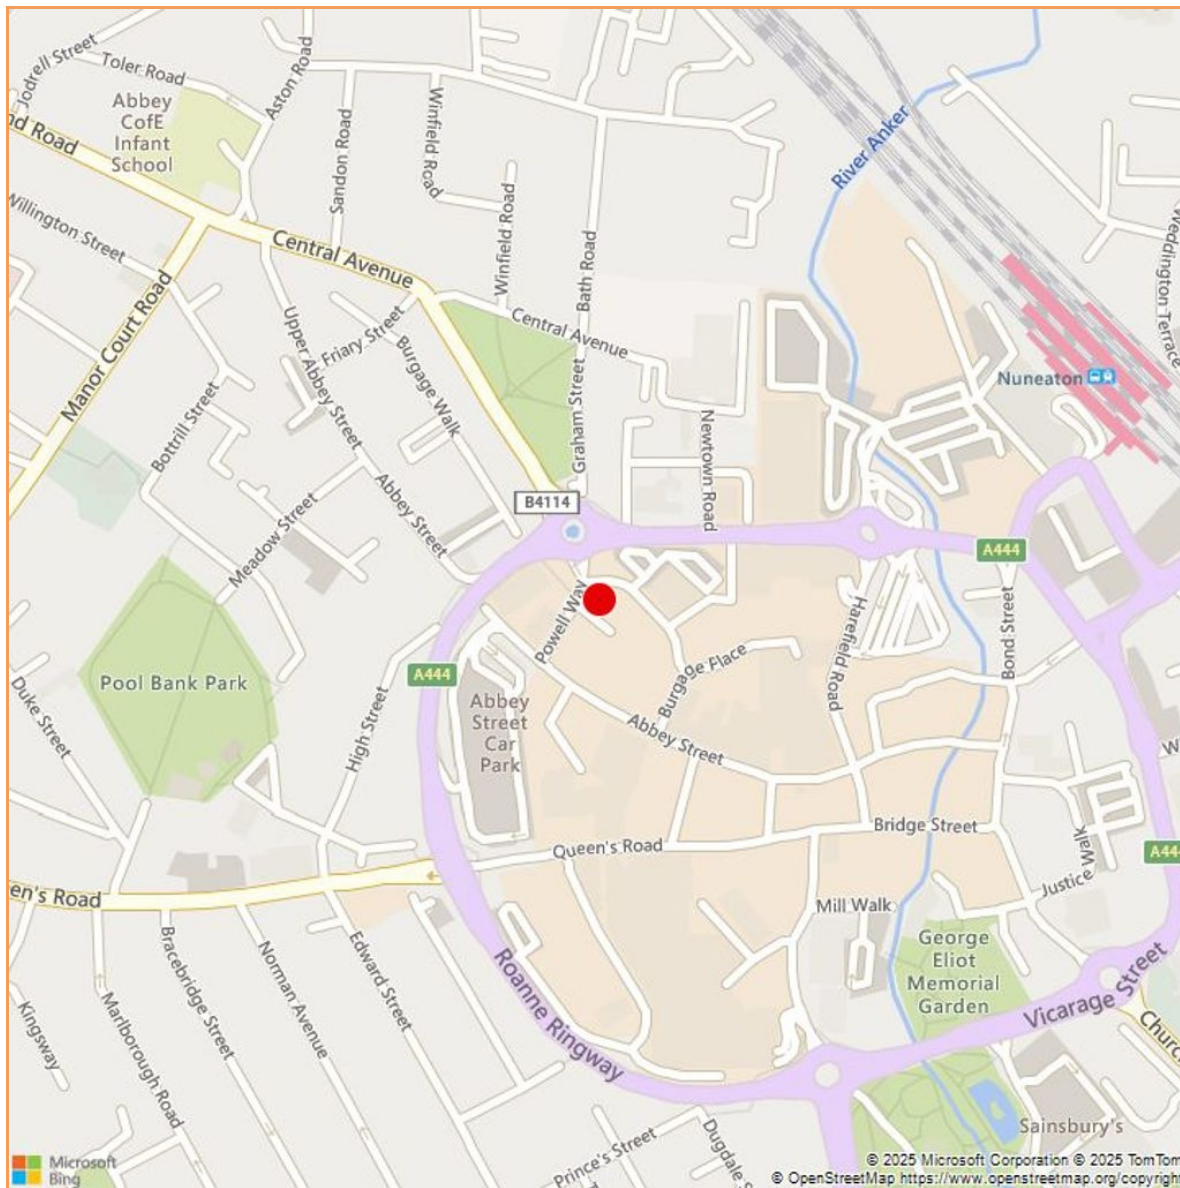 Jodrell Street
Toler Road
Aston Road
Abbey
CofE
Infant
School
nd Road
Sandon Road
Winfield Road
River Anker
Willington Street
Central Avenue
Winfield Road
Bath Road
Weddington Terrace
Manor Court Road
Upper Abbey Street
Friary Street
Burgage Walk
Central Avenue
Graham Street
Nuneaton
Bottrill Street
Newtown Road
Meadow Street
Abbey Street
B4114
A444
Powell Way
Harefield Road
Bond Street
Pool Bank Park
A444
Burgage Place
Duke Street
High Street
Abbey
Street
Car
Park
Abbey Street
W
Queen's Road
Bridge Street
Justice Walk
A444
en's Road
Mill Walk
George
Eliot
Memorial
Garden
Bracebridge Street
Norman Avenue
Edward Street
Roanne Ringway
Vicarage Street
Church
Kingsway
Marlborough Road
Prince's Street
Dugdale S
Sainsbury's
Microsoft
Bing
© 2025 Microsoft Corporation © 2025 TomTom
© OpenStreetMap https://www.openstreetmap.org/copyright